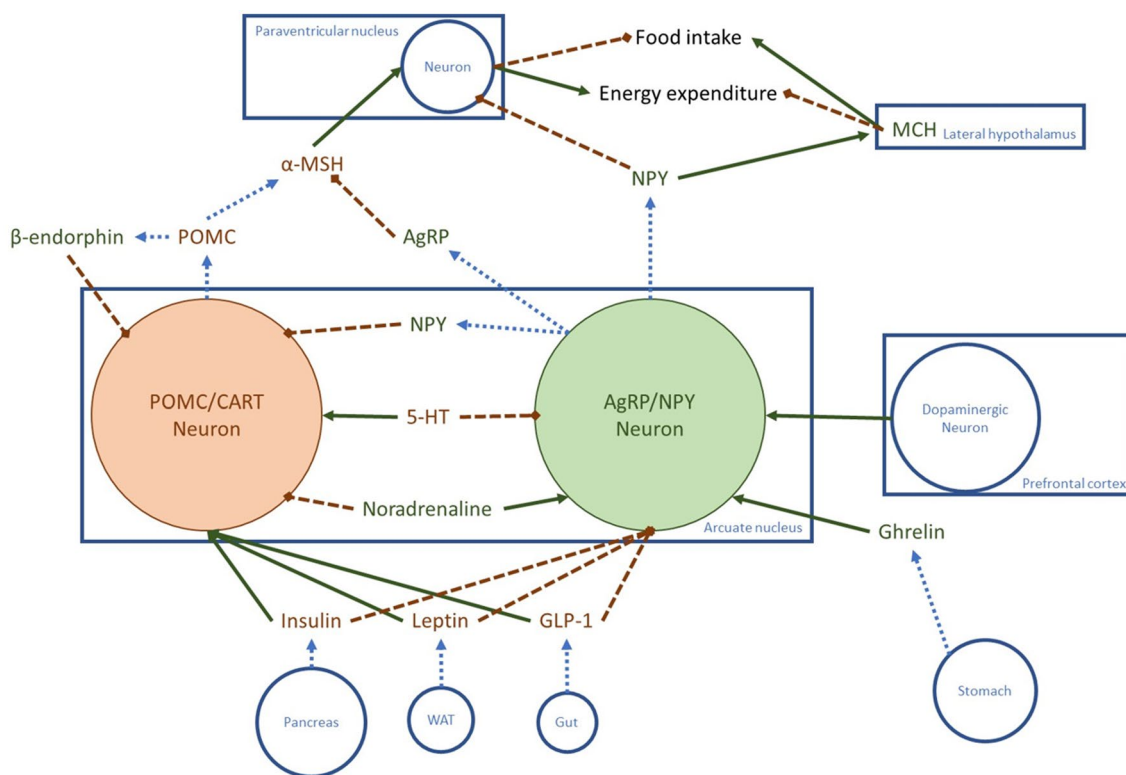 Paraventricular nucleus
Neuron
Food intake
Energy expenditure
MCH Lateral hypothalamus
α-MSH
NPY
β-endorphin
POMC
AgRP
NPY
POMC/CART
Neuron
5-HT
AgRP/NPY
Neuron
Dopaminergic
Neuron
Prefrontal cortex
Noradrenaline
Arcuate nucleus
Ghrelin
Insulin
Leptin
GLP-1
Pancreas
WAT
Gut
Stomach